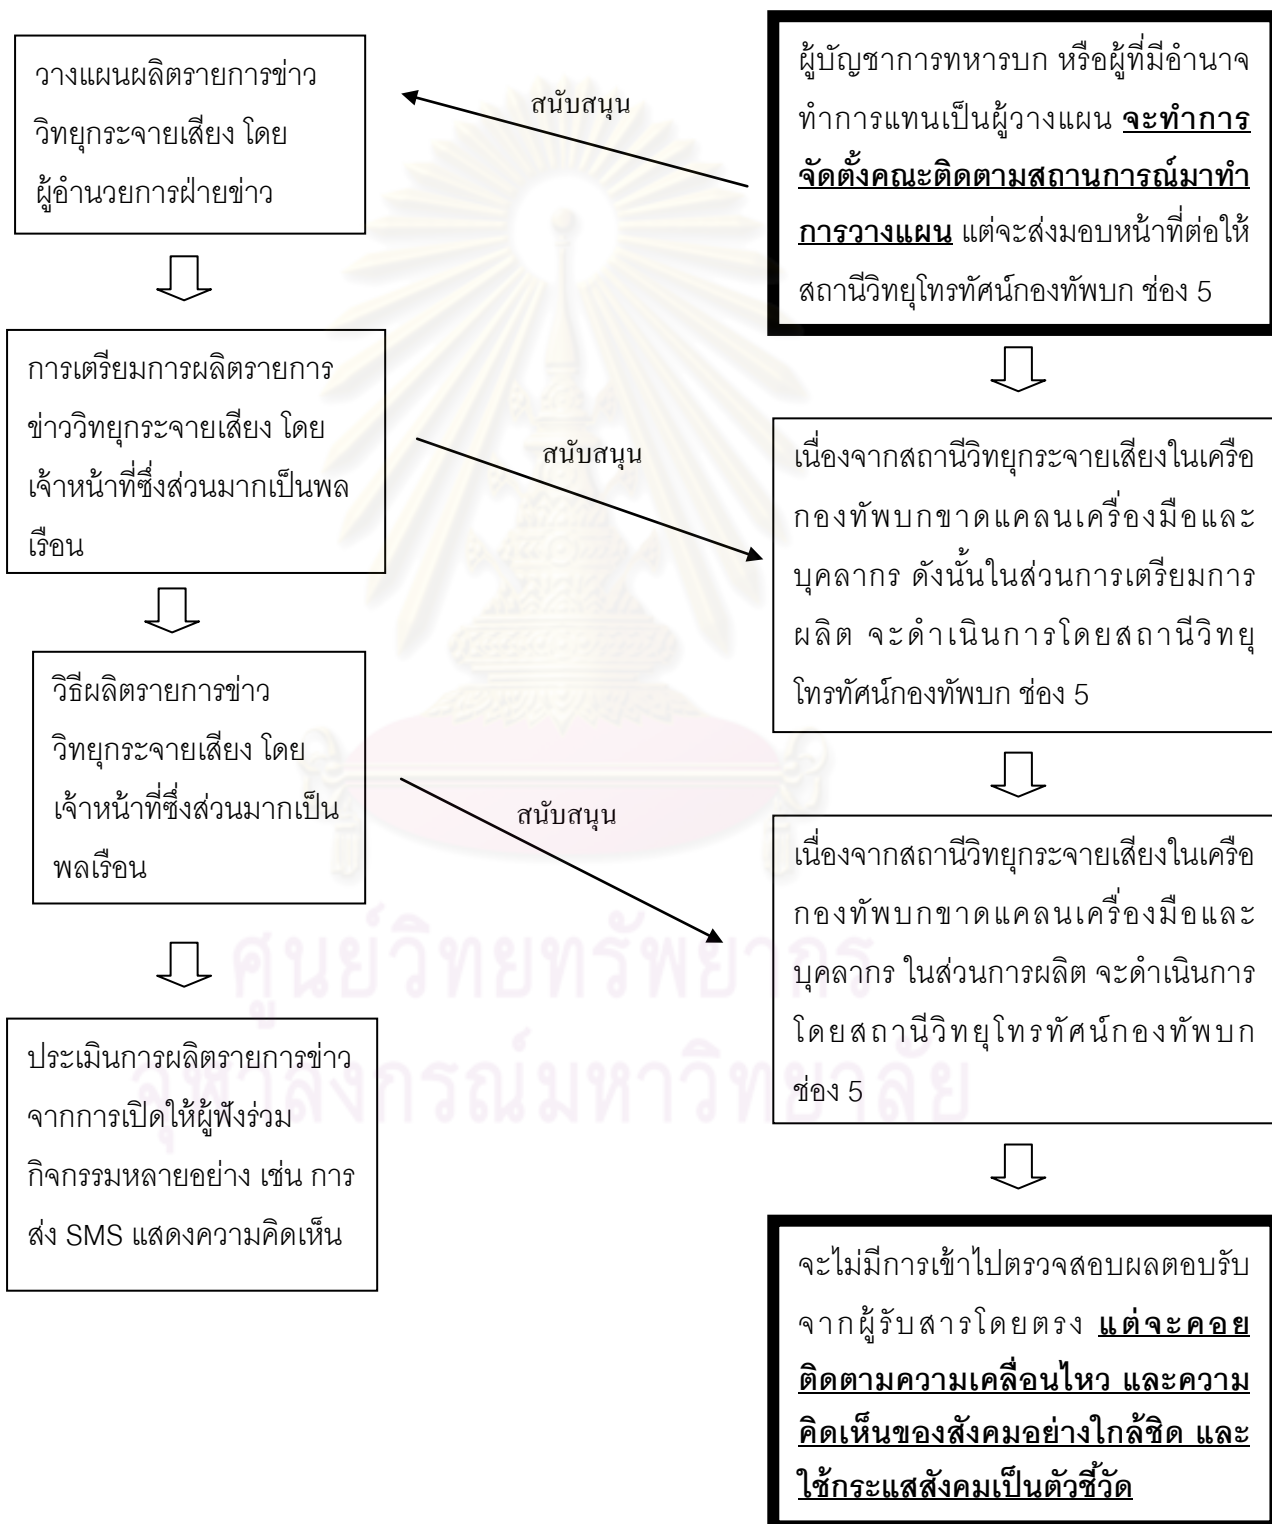 วางแผนผลิตรายการข่าว
วิทยุกระจายเสียง โดย
ผู้อำนวยการฝ่ายข่าว
สนับสนุน
ผู้บัญชาการทหารบก หรือผู้ที่มีอำนาจ
ทำการแทนเป็นผู้วางแผน จะทำการ
จัดตั้งคณะติดตามสถานการณ์มาทำ
การวางแผน แต่จะส่งมอบหน้าที่ต่อให้
สถานีวิทยุโทรทัศน์กองทัพบก ช่อง 5
การเตรียมการผลิตรายการ
ข่าววิทยุกระจายเสียง โดย
เจ้าหน้าที่ซึ่งส่วนมากเป็นพล
เรือน
สนับสนุน
เนื่องจากสถานีวิทยุกระจายเสียงในเครือ
กองทัพบกขาดแคลนเครื่องมือและ
บุคลากร ดังนั้นในส่วนการเตรียมการ
ผลิต จะดำเนินการโดยสถานีวิทยุ
โทรทัศน์กองทัพบก ช่อง 5
วิธีผลิตรายการข่าว
วิทยุกระจายเสียง โดย
เจ้าหน้าที่ซึ่งส่วนมากเป็น
พลเรือน
สนับสนุน
เนื่องจากสถานีวิทยุกระจายเสียงในเครือ
กองทัพบกขาดแคลนเครื่องมือและ
บุคลากร ในส่วนการผลิต จะดำเนินการ
โดยสถานีวิทยุโทรทัศน์กองทัพบก
ช่อง 5
ศูนย์วิทยทรัพยากร
จุฬาลงกรณ์มหาวิทยาลัย
ประเมินการผลิตรายการข่าว
จากการเปิดให้ผู้ฟังร่วม
กิจกรรมหลายอย่าง เช่น การ
ส่ง SMS แสดงความคิดเห็น
จะไม่มีการเข้าไปตรวจสอบผลตอบรับ
จากผู้รับสารโดยตรง แต่จะคอย
ติดตามความเคลื่อนไหว และความ
คิดเห็นของสังคมอย่างใกล้ชิด และ
ใช้กระแสสังคมเป็นตัวชี้วัด